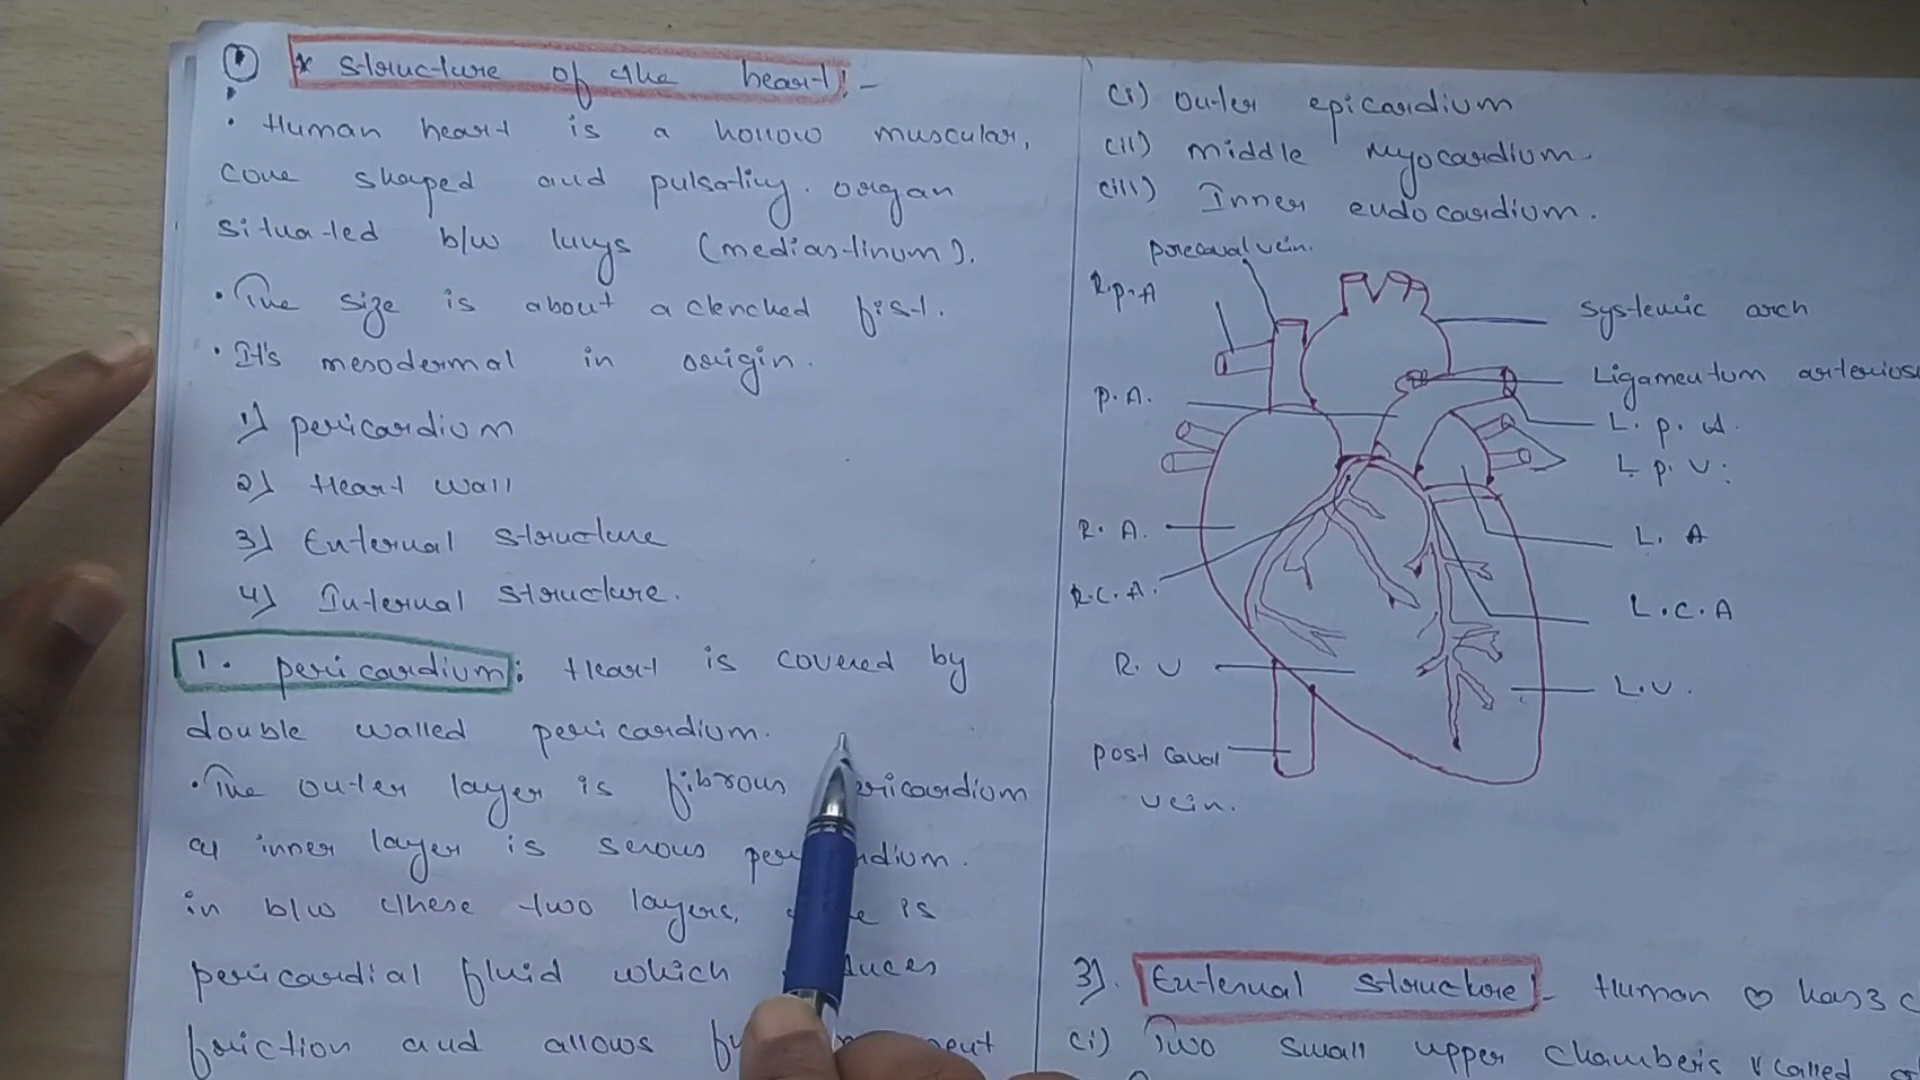 1
* Structure of the heart:-
• Human heart is a hollow muscular,
cone shaped and pulsating. organ
situated b/w lungs (mediastinum).
• The size is about a clenched fist.
• It's mesodermal in origin.
1) pericardium
2) Heart wall
3) External structure
4) Internal structure.
1. pericardium: Heart is covered by
double walled pericardium.
• The outer layer is fibrous pericardium
inner layer is serous
in b/w these two layers, is
pericardial fluid which
friction and allows
(i) Outer epicardium
(ii) Middle Myocardium.
(iii) Inner endocardium.
precaval vein.
R.P.A
Systemic arch
Ligamentum
P.A.
L. P. A.
L. P. V.
R. A.
L. A
R.C.A.
L.C.A
R. V
L.V.
post caval
vein.
3). External structure!- Human ♡ has 3
(i) Two small upper chambers called